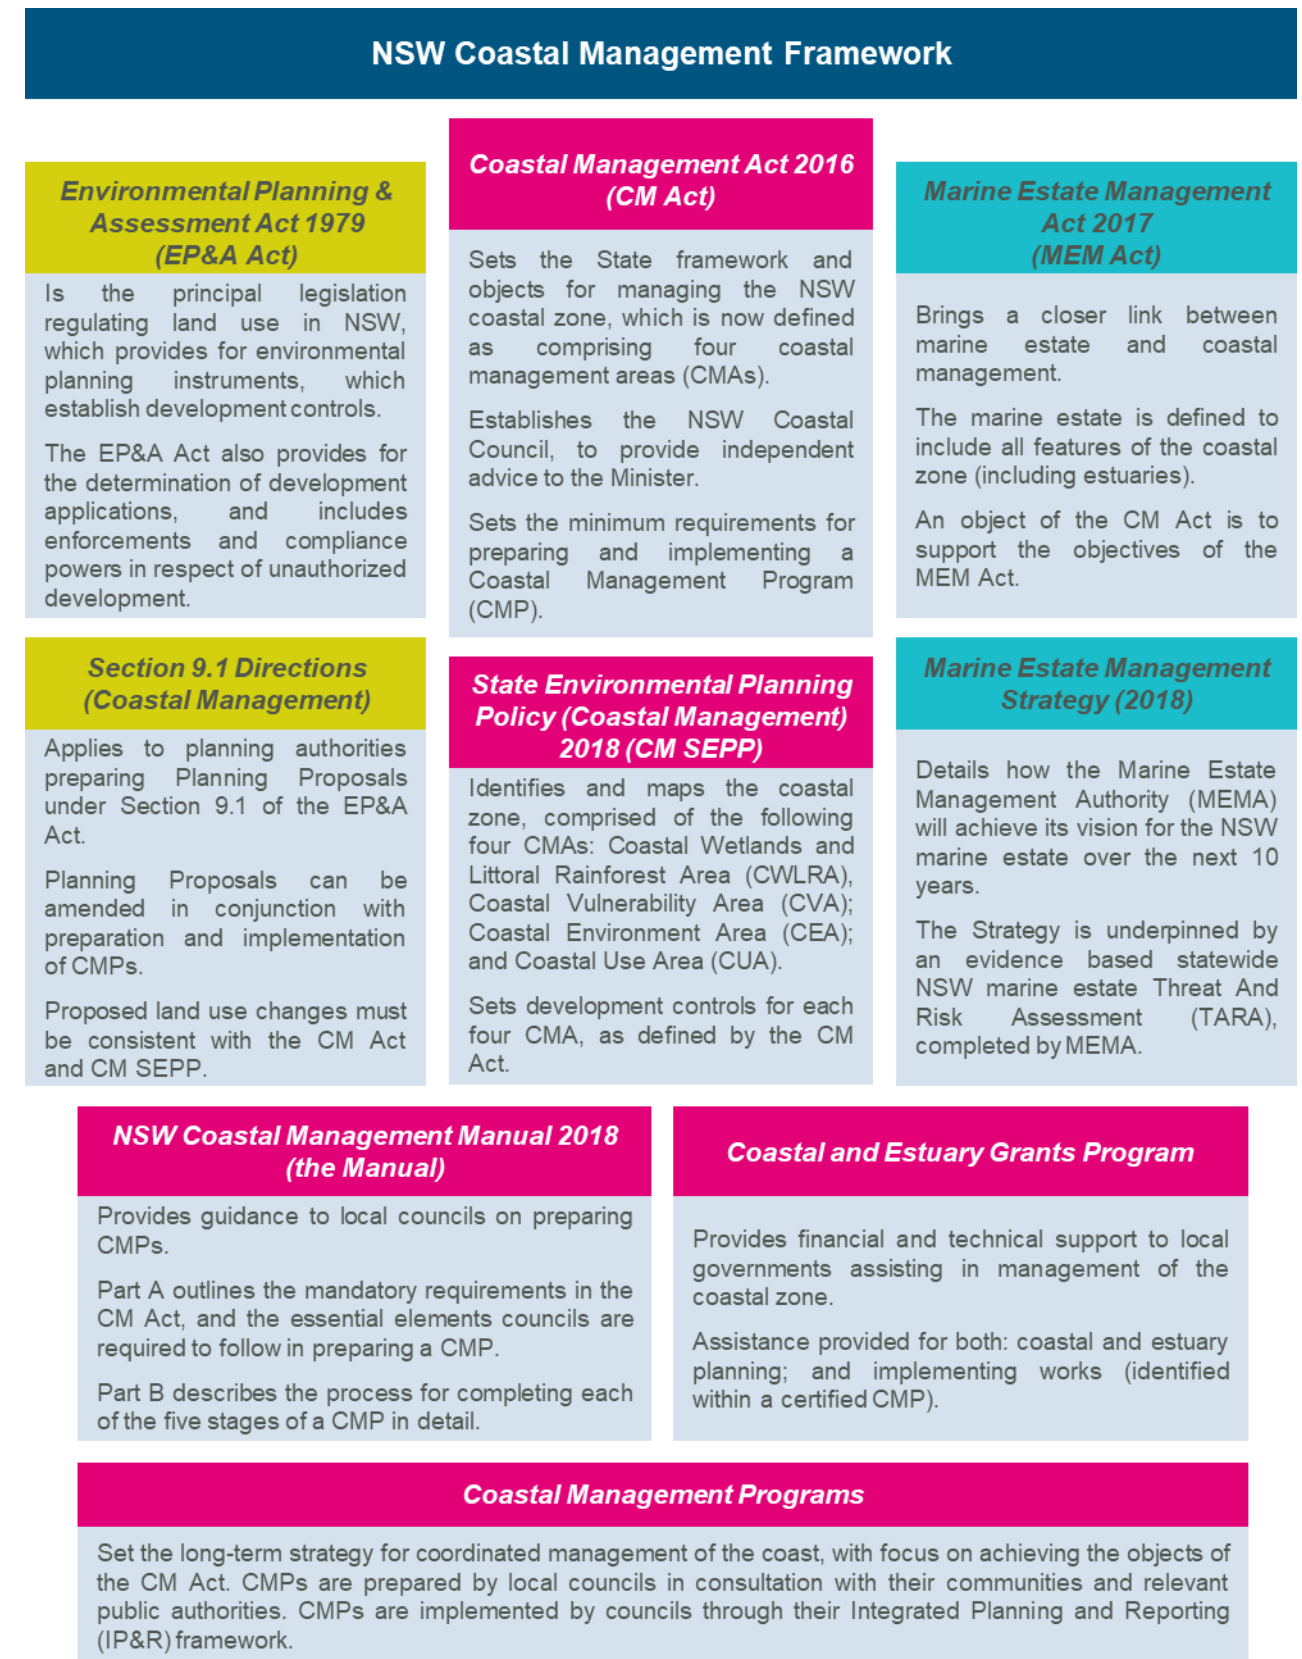 NSW Coastal Management Framework
Environmental Planning &
Assessment Act 1979
(EP&A Act)
Is the principal legislation
regulating land use in NSW,
which provides for environmental
planning instruments, which
establish development controls.
The EP&A Act also provides for
the determination of development
applications, and includes
enforcements and compliance
powers in respect of unauthorized
development.
Coastal Management Act 2016
(CM Act)
Sets the State framework and
objects for managing the NSW
coastal zone, which is now defined
as comprising four coastal
management areas (CMAs).
Establishes the NSW Coastal
Council, to provide independent
advice to the Minister.
Sets the minimum requirements for
preparing and implementing a
Coastal Management Program
(CMP).
Marine Estate Management
Act 2017
(MEM Act)
Brings a closer link between
marine estate and coastal
management.
The marine estate is defined to
include all features of the coastal
zone (including estuaries).
An object of the CM Act is to
support the objectives of the
MEM Act.
Section 9.1 Directions
(Coastal Management)
Applies to planning authorities
preparing Planning Proposals
under Section 9.1 of the EP&A
Act.
Planning Proposals can be
amended in conjunction with
preparation and implementation
of CMPs.
Proposed land use changes must
be consistent with the CM Act
and CM SEPP.
State Environmental Planning
Policy (Coastal Management)
2018 (CM SEPP)
Identifies and maps the coastal
zone, comprised of the following
four CMAs: Coastal Wetlands and
Littoral Rainforest Area (CWLRA),
Coastal Vulnerability Area (CVA);
Coastal Environment Area (CEA);
and Coastal Use Area (CUA).
Sets development controls for each
four CMA, as defined by the CM
Act.
Marine Estate Management
Strategy (2018)
Details how the Marine Estate
Management Authority (MEMA)
will achieve its vision for the NSW
marine estate over the next 10
years.
The Strategy is underpinned by
an evidence based statewide
NSW marine estate Threat And
Risk Assessment (TARA),
completed by MEMA.
NSW Coastal Management Manual 2018
(the Manual)
Provides guidance to local councils on preparing
CMPs.
Part A outlines the mandatory requirements in the
CM Act, and the essential elements councils are
required to follow in preparing a CMP.
Part B describes the process for completing each
of the five stages of a CMP in detail.
Coastal and Estuary Grants Program
Provides financial and technical support to local
governments assisting in management of the
coastal zone.
Assistance provided for both: coastal and estuary
planning; and implementing works (identified
within a certified CMP).
Coastal Management Programs
Set the long-term strategy for coordinated management of the coast, with focus on achieving the objects of
the CM Act. CMPs are prepared by local councils in consultation with their communities and relevant
public authorities. CMPs are implemented by councils through their Integrated Planning and Reporting
(IP&R) framework.